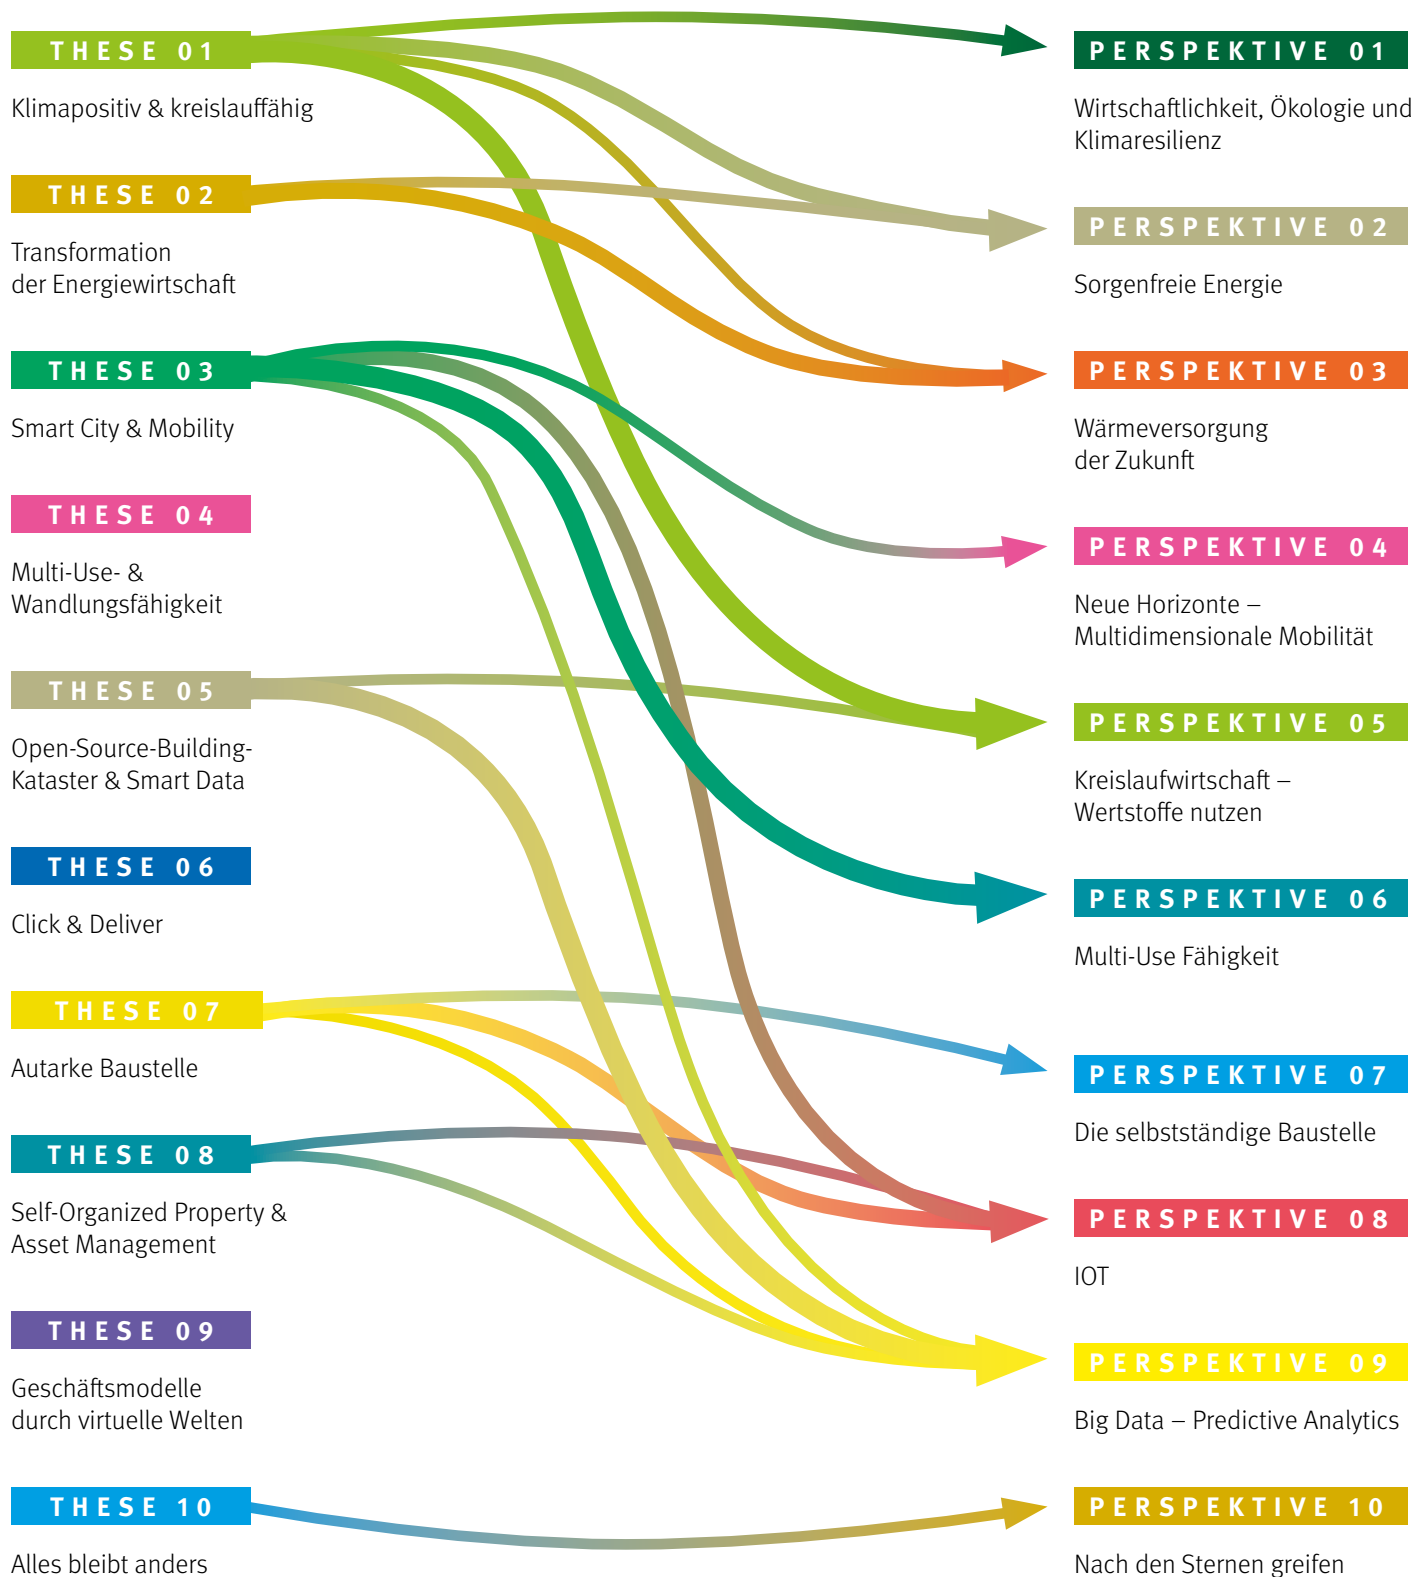 THESE 01
Klimapositiv & kreislauffähig
THESE 02
Transformation
der Energiewirtschaft
THESE 03
Smart City & Mobility
THESE 04
Multi-Use- &
Wandlungsfähigkeit
THESE 05
Open-Source-Building-
Kataster & Smart Data
THESE 06
Click & Deliver
THESE 07
Autarke Baustelle
THESE 08
Self-Organized Property &
Asset Management
THESE 09
Geschäftsmodelle
durch virtuelle Welten
THESE 10
Alles bleibt anders
PERSPEKTIVE 01
Wirtschaftlichkeit, Ökologie und
Klimaresilienz
PERSPEKTIVE 02
Sorgenfreie Energie
PERSPEKTIVE 03
Wärmeversorgung
der Zukunft
PERSPEKTIVE 04
Neue Horizonte –
Multidimensionale Mobilität
PERSPEKTIVE 05
Kreislaufwirtschaft –
Wertstoffe nutzen
PERSPEKTIVE 06
Multi-Use Fähigkeit
PERSPEKTIVE 07
Die selbstständige Baustelle
PERSPEKTIVE 08
IOT
PERSPEKTIVE 09
Big Data – Predictive Analytics
PERSPEKTIVE 10
Nach den Sternen greifen